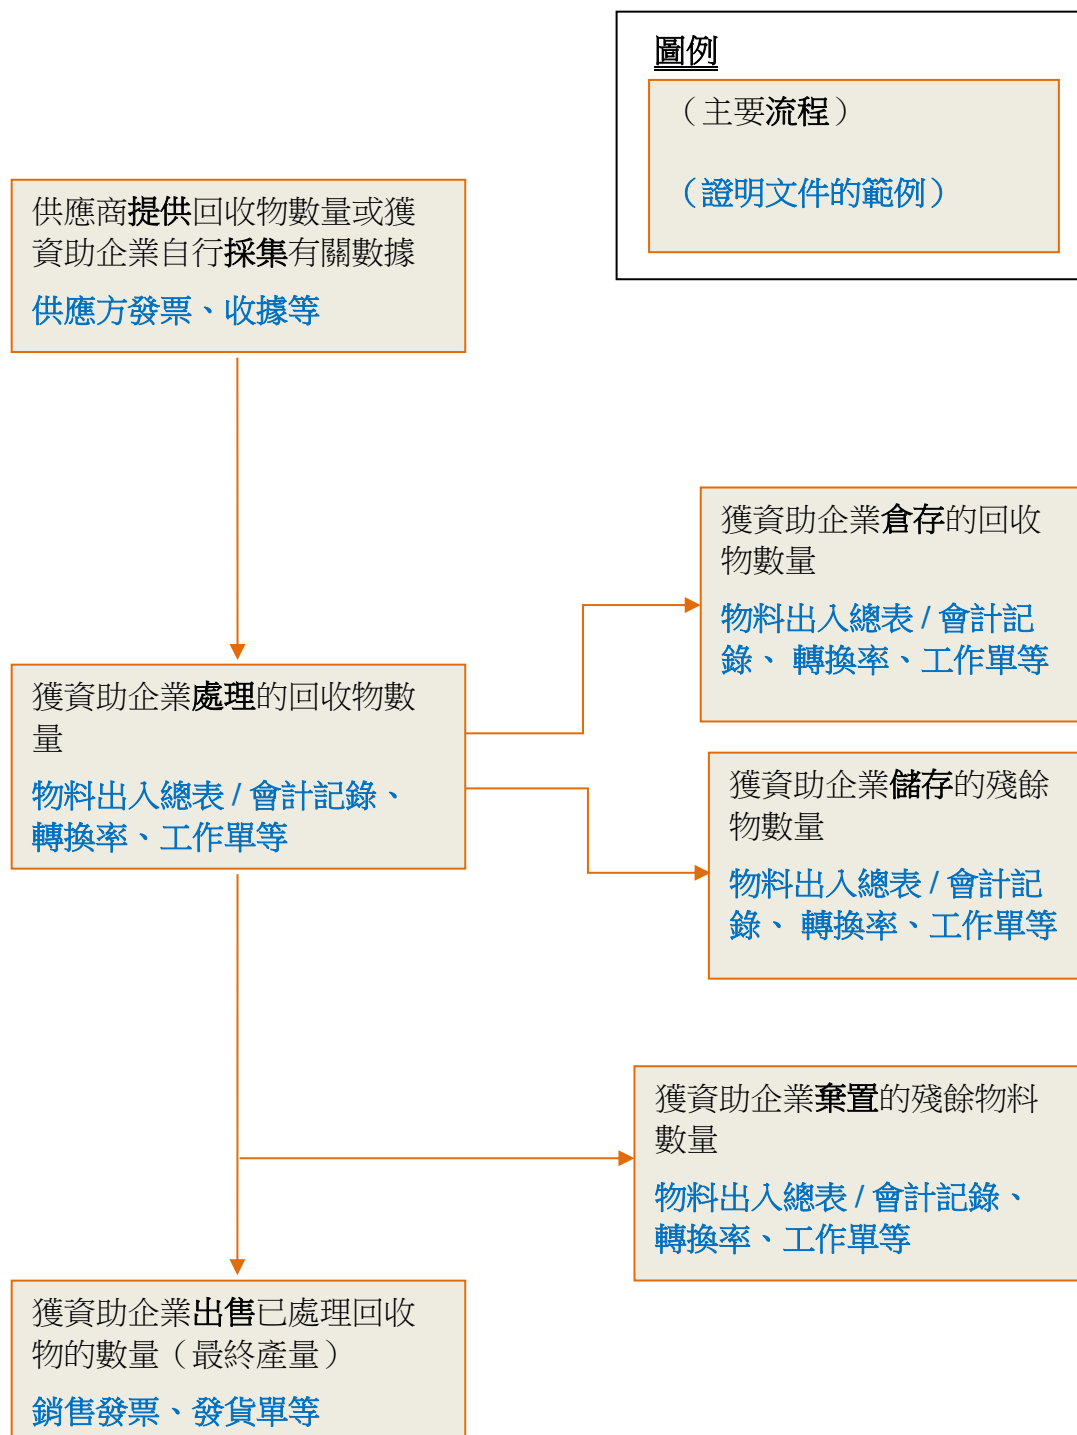 圖例
（主要流程）
（證明文件的範例）
供應商提供回收物數量或獲
資助企業自行採集有關數據
供應方發票、收據等
獲資助企業倉存的回收
物數量
物料出入總表 / 會計記
錄、 轉換率、工作單等
獲資助企業處理的回收物數
量
物料出入總表 / 會計記錄、
轉換率、工作單等
獲資助企業儲存的殘餘
物數量
物料出入總表 / 會計記
錄、 轉換率、工作單等
獲資助企業棄置的殘餘物料
數量
物料出入總表 / 會計記錄、
轉換率、工作單等
獲資助企業出售已處理回收
物的數量（最終產量）
銷售發票、發貨單等